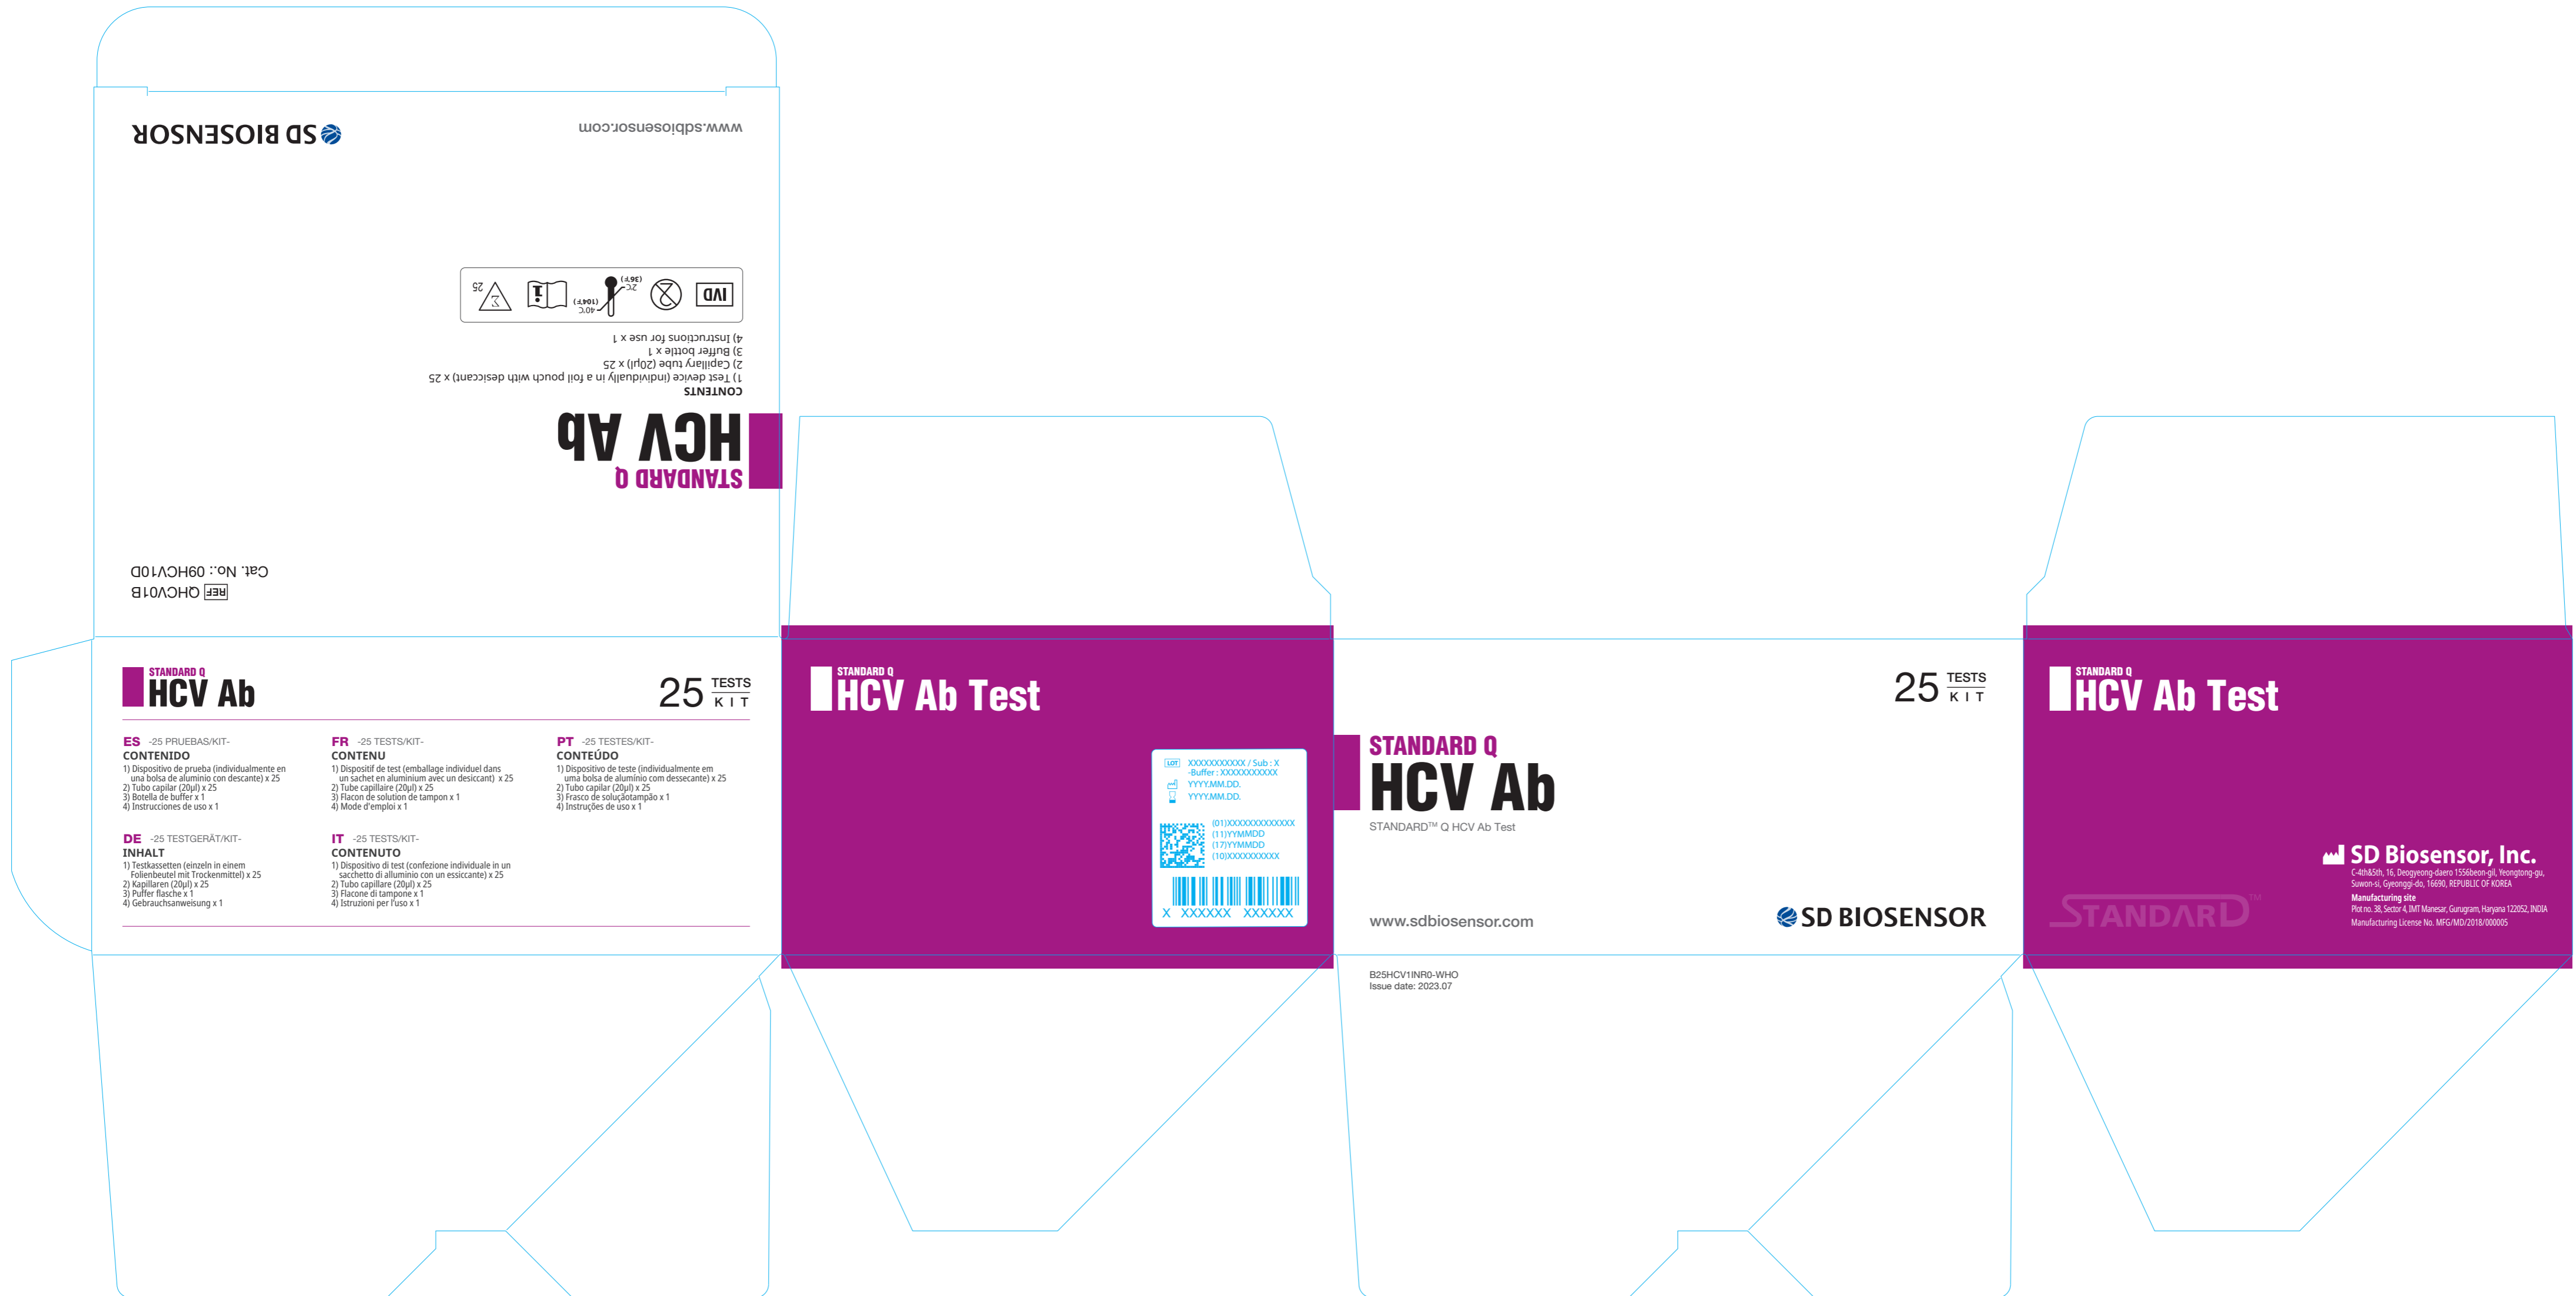 SD BIOSENSOR
www.sdbiosensor.com
REF QHCV01B
Cat. No.: 09HCV10D
STANDARD Q
HCV Ab
CONTENTS
1) Test device (individually in a foil pouch with desiccant) x 25
2) Capillary tube (20μl) x 25
3) Buffer bottle x 1
4) Instructions for use x 1
IVD
2
2°C
(36°F)
40°C
(104°F)
i
Σ
25
STANDARD Q
HCV Ab
25 TESTS
KIT
ES -25 PRUEBAS/KIT-
CONTENIDO
1) Dispositivo de prueba (individualmente en
una bolsa de aluminio con descante) x 25
2) Tubo capilar (20μl) x 25
3) Botella de buffer x 1
4) Instrucciones de uso x 1
FR -25 TESTS/KIT-
CONTENU
1) Dispositif de test (emballage individuel dans
un sachet en aluminium avec un desiccant) x 25
2) Tube capillaire (20μl) x 25
3) Flacon de solution de tampon x 1
4) Mode d'emploi x 1
PT -25 TESTES/KIT-
CONTEÚDO
1) Dispositivo de teste (individualmente em
uma bolsa de alumínio com dessecante) x 25
2) Tubo capilar (20μl) x 25
3) Frasco de soluçãotampão x 1
4) Instruções de uso x 1
DE -25 TESTGERÄT/KIT-
INHALT
1) Testkassetten (einzeln in einem
Folienbeutel mit Trockenmittel) x 25
2) Kapillaren (20μl) x 25
3) Puffer flasche x 1
4) Gebrauchsanweisung x 1
IT -25 TESTS/KIT-
CONTENUTO
1) Dispositivo di test (confezione individuale in un
sacchetto di alluminio con un essiccante) x 25
2) Tubo capillare (20μl) x 25
3) Flacone di tampone x 1
4) Istruzioni per l'uso x 1
STANDARD Q
HCV Ab Test
LOT XXXXXXXXXXX / Sub : X
-Buffer : XXXXXXXXXXX
YYYY.MM.DD.
YYYY.MM.DD.
(01)XXXXXXXXXXXXX
(11)YYMMDD
(17)YYMMDD
(10)XXXXXXXXXX
X XXXXXX XXXXXX
25 TESTS
KIT
STANDARD Q
HCV Ab
STANDARD™ Q HCV Ab Test
www.sdbiosensor.com
SD BIOSENSOR
B25HCV1INR0-WHO
Issue date: 2023.07
STANDARD Q
HCV Ab Test
SD Biosensor, Inc.
C-4th&5th, 16, Deogyeong-daero 1556beon-gil, Yeongtong-gu,
Suwon-si, Gyeonggi-do, 16690, REPUBLIC OF KOREA
Manufacturing site
Plot no. 38, Sector 4, IMT Manesar, Gurugram, Haryana 122052, INDIA
Manufacturing License No. MFG/MD/2018/000005
STANDARD™